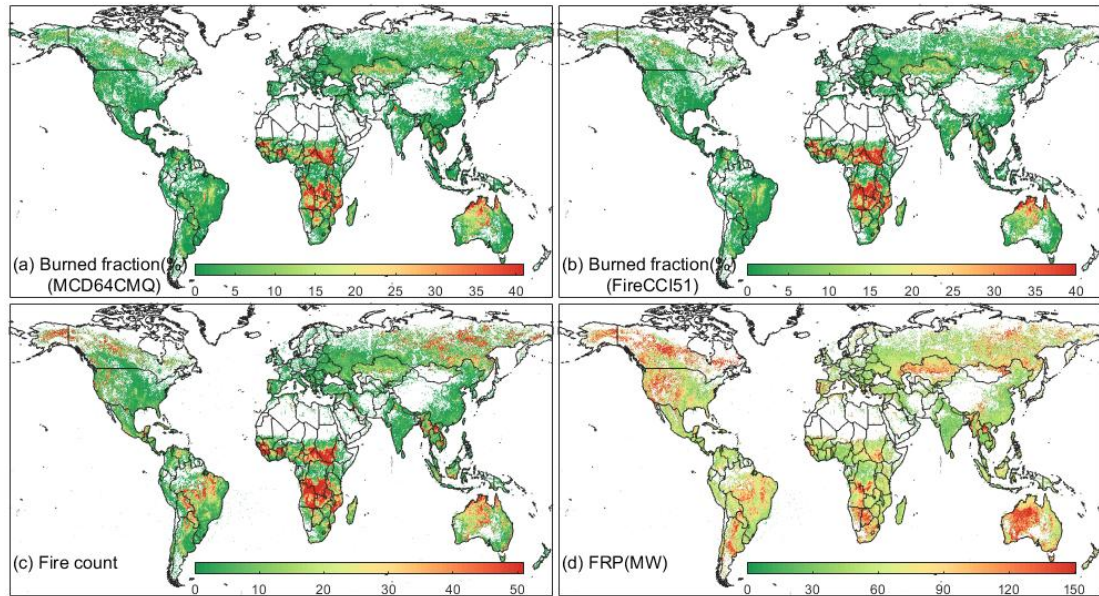 (a) Burned fraction(%)
(MCD64CMQ)
0 5 10 15 20 25 30 35 40
(b) Burned fraction(%)
(FireCCI51)
0 5 10 15 20 25 30 35 40
(c) Fire count
0 10 20 30 40 50
(d) FRP(MW)
0 30 60 90 120 150